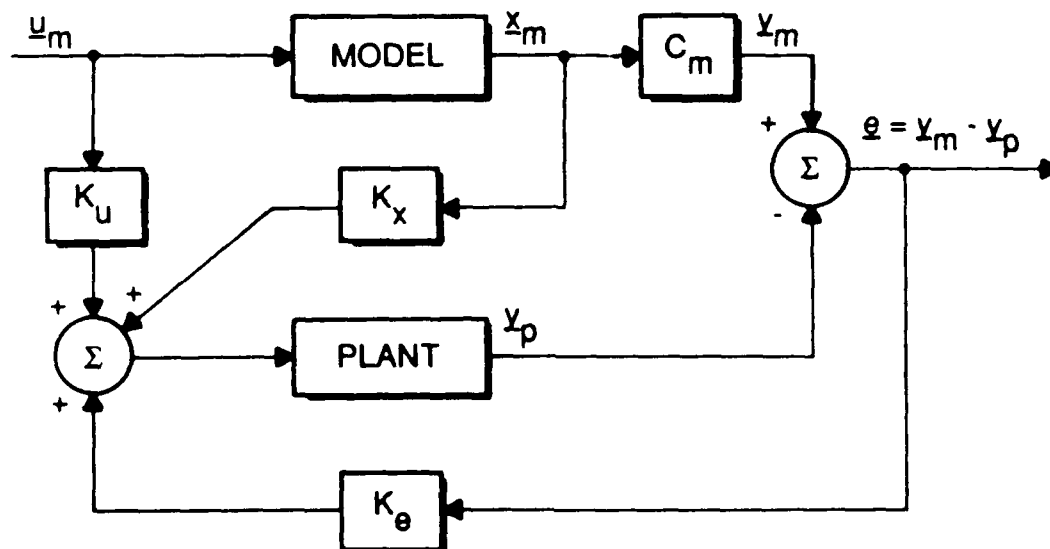 u_m
MODEL
x_m
C_m
y_m
+
e = y_m - y_p
Σ
-
K_u
K_x
+
+
Σ
+
PLANT
y_p
K_e